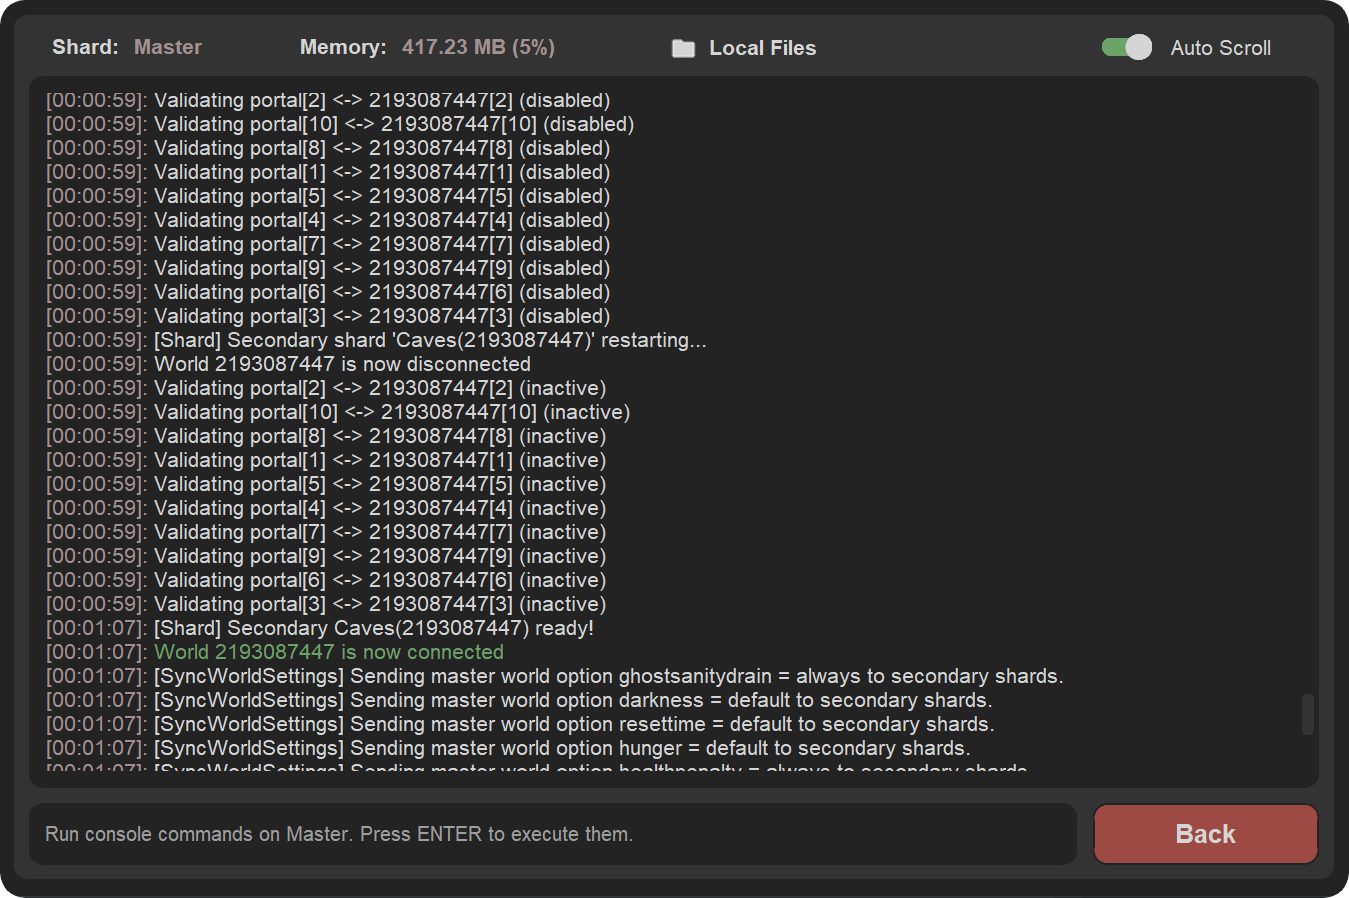 Shard: Master Memory: 417.23 MB (5%) Local Files Auto Scroll
[00:00:59]: Validating portal[2] <-> 2193087447[2] (disabled)
[00:00:59]: Validating portal[10] <-> 2193087447[10] (disabled)
[00:00:59]: Validating portal[8] <-> 2193087447[8] (disabled)
[00:00:59]: Validating portal[1] <-> 2193087447[1] (disabled)
[00:00:59]: Validating portal[5] <-> 2193087447[5] (disabled)
[00:00:59]: Validating portal[4] <-> 2193087447[4] (disabled)
[00:00:59]: Validating portal[7] <-> 2193087447[7] (disabled)
[00:00:59]: Validating portal[9] <-> 2193087447[9] (disabled)
[00:00:59]: Validating portal[6] <-> 2193087447[6] (disabled)
[00:00:59]: Validating portal[3] <-> 2193087447[3] (disabled)
[00:00:59]: [Shard] Secondary shard 'Caves(2193087447)' restarting...
[00:00:59]: World 2193087447 is now disconnected
[00:00:59]: Validating portal[2] <-> 2193087447[2] (inactive)
[00:00:59]: Validating portal[10] <-> 2193087447[10] (inactive)
[00:00:59]: Validating portal[8] <-> 2193087447[8] (inactive)
[00:00:59]: Validating portal[1] <-> 2193087447[1] (inactive)
[00:00:59]: Validating portal[5] <-> 2193087447[5] (inactive)
[00:00:59]: Validating portal[4] <-> 2193087447[4] (inactive)
[00:00:59]: Validating portal[7] <-> 2193087447[7] (inactive)
[00:00:59]: Validating portal[9] <-> 2193087447[9] (inactive)
[00:00:59]: Validating portal[6] <-> 2193087447[6] (inactive)
[00:00:59]: Validating portal[3] <-> 2193087447[3] (inactive)
[00:01:07]: [Shard] Secondary Caves(2193087447) ready!
[00:01:07]: World 2193087447 is now connected
[00:01:07]: [SyncWorldSettings] Sending master world option ghostsanitydrain = always to secondary shards.
[00:01:07]: [SyncWorldSettings] Sending master world option darkness = default to secondary shards.
[00:01:07]: [SyncWorldSettings] Sending master world option resettime = default to secondary shards.
[00:01:07]: [SyncWorldSettings] Sending master world option hunger = default to secondary shards.
[00:01:07]: [SyncWorldSettings] Sending master world option healthpenalty = always to secondary shards.
Run console commands on Master. Press ENTER to execute them.
Back